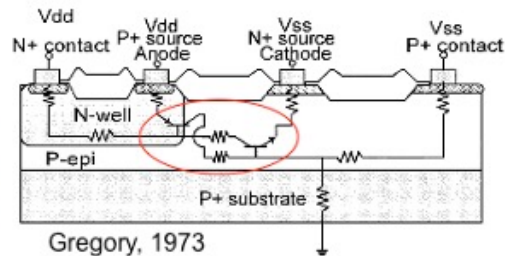 Vdd
N+ contact
Vdd
P+ source
Anode
Vss
N+ source
Cathode
Vss
P+ contact
N-well
P-epi
P+ substrate
Gregory, 1973